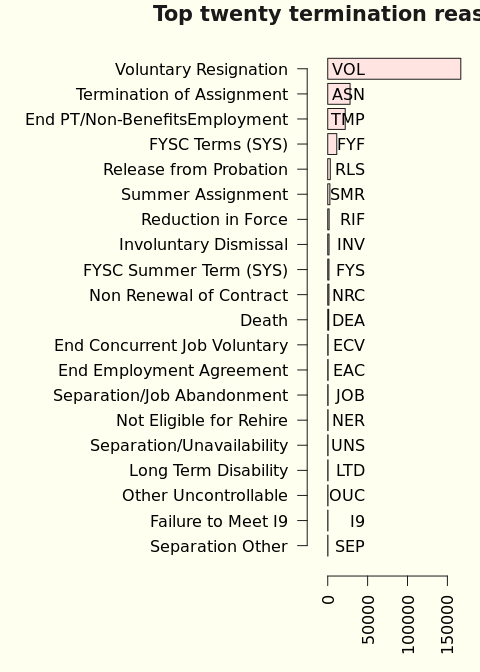 Top twenty termination reas
Voluntary Resignation VOL
Termination of Assignment ASN
End PT/Non-BenefitsEmployment TMP
FYSC Terms (SYS) FYF
Release from Probation RLS
Summer Assignment SMR
Reduction in Force RIF
Involuntary Dismissal INV
FYSC Summer Term (SYS) FYS
Non Renewal of Contract NRC
Death DEA
End Concurrent Job Voluntary ECV
End Employment Agreement EAC
Separation/Job Abandonment JOB
Not Eligible for Rehire NER
Separation/Unavailability UNS
Long Term Disability LTD
Other Uncontrollable OUC
Failure to Meet I9 I9
Separation Other SEP
0
50000
100000
150000